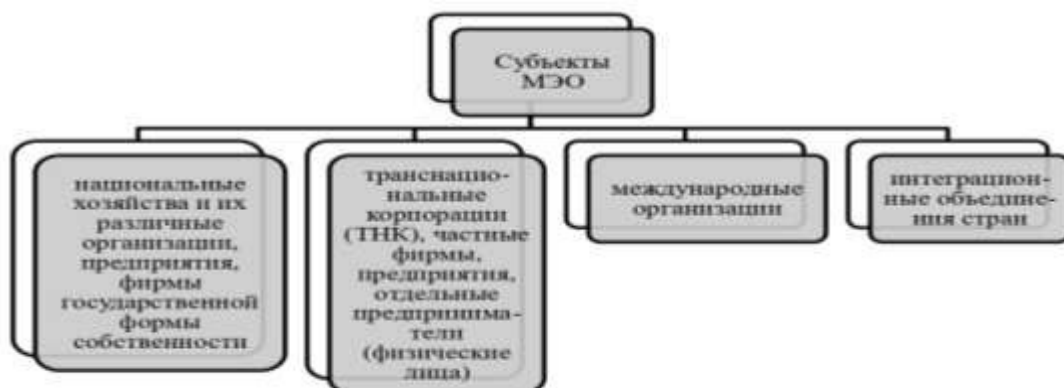 Субъекты
МЭО
национальные
хозяйства и их
различные
организации,
предприятия,
фирмы
государственной
формы
собственности
транснацио-
нальные
корпорации
(ТНК), частные
фирмы,
предприятия,
отдельные
предпринима-
тели
(физические
лица)
международные
организации
интеграцион-
ные объедине-
ния стран